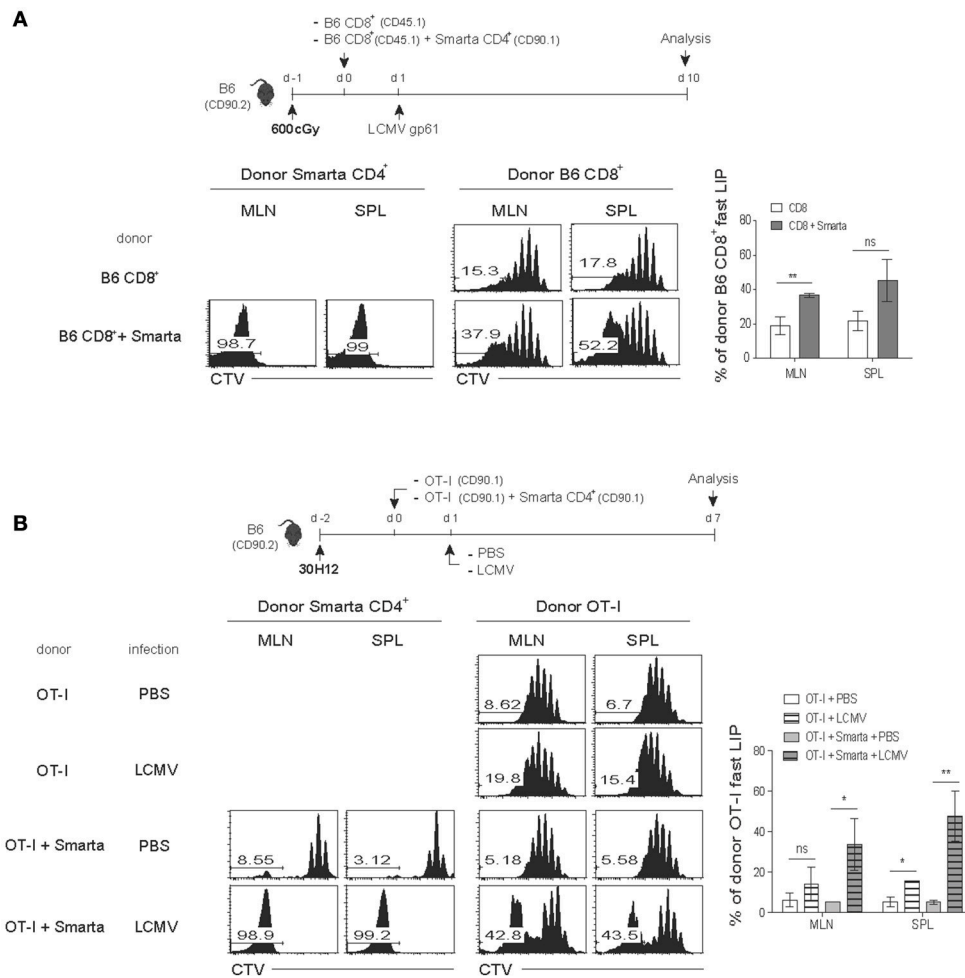 A
- B6 CD8+ (CD45.1)
- B6 CD8+ (CD45.1) + Smarta CD4+ (CD90.1)
Analysis
d -1
d 0
d 1
d 10
B6
(CD90.2)
600cGy
LCMV gp61
Donor Smarta CD4+
Donor B6 CD8+
MLN
SPL
MLN
SPL
donor
B6 CD8+
15.3
17.8
B6 CD8+ + Smarta
98.7
99
37.9
52.2
CTV
CTV
% of donor B6 CD8+ fast LIP
80
60
40
20
0
CD8
CD8 + Smarta
**
ns
MLN
SPL
B
- OT-I (CD90.1)
- OT-I (CD90.1) + Smarta CD4+ (CD90.1)
Analysis
d -2
d 0
d 1
d 7
B6
(CD90.2)
30H12
- PBS
- LCMV
Donor Smarta CD4+
Donor OT-I
donor
infection
MLN
SPL
MLN
SPL
OT-I
PBS
8.62
6.7
OT-I
LCMV
19.8
15.4
OT-I + Smarta
PBS
8.55
3.12
5.18
5.58
OT-I + Smarta
LCMV
98.9
99.2
42.8
43.5
CTV
CTV
OT-I + PBS
OT-I + LCMV
OT-I + Smarta + PBS
OT-I + Smarta + LCMV
% of donor OT-I fast LIP
80
60
40
20
0
ns
*
*
**
MLN
SPL